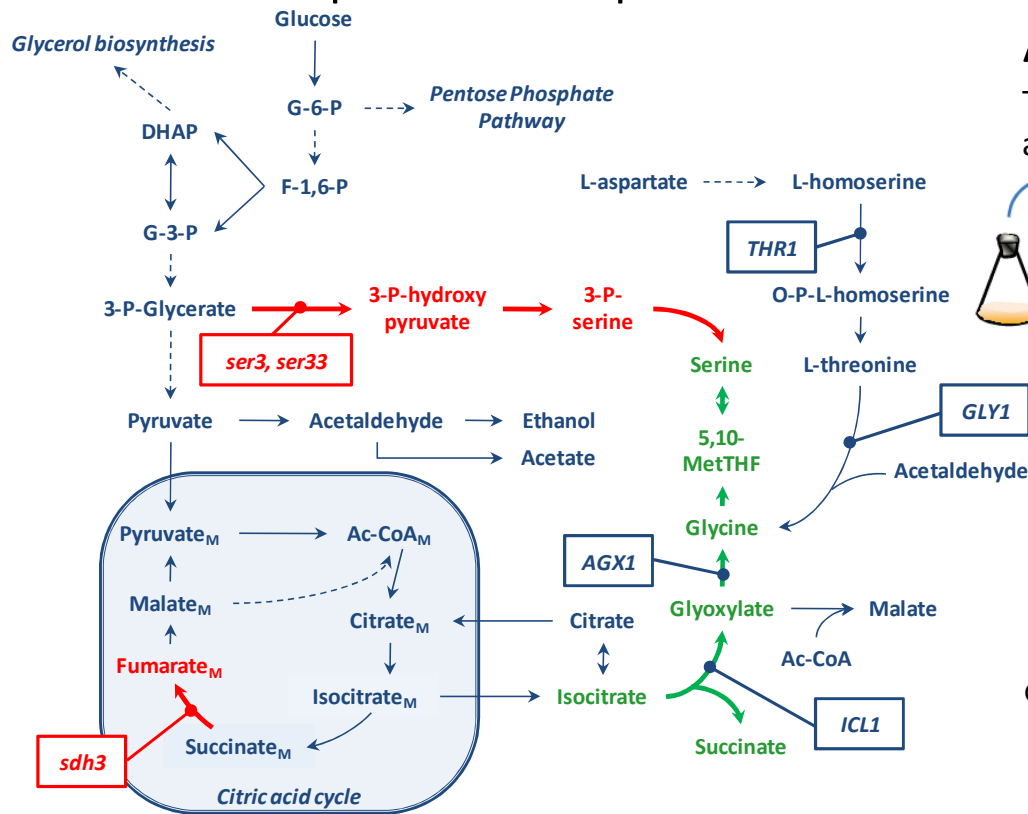 Glucose
Glycerol biosynthesis
G-6-P
Pentose Phosphate
Pathway
DHAP
F-1,6-P
L-aspartate
L-homoserine
G-3-P
THR1
3-P-Glycerate
3-P-hydroxy
pyruvate
3-P-
serine
O-P-L-homoserine
ser3, ser33
Serine
L-threonine
Pyruvate
Acetaldehyde
Ethanol
GLY1
5,10-
MetTHF
Acetate
Acetaldehyde
PyruvateM
Ac-CoAM
Glycine
AGX1
MalateM
CitrateM
Citrate
Glyoxylate
Malate
Ac-CoA
FumarateM
IsocitrateM
Isocitrate
ICL1
sdh3
SuccinateM
Succinate
Citric acid cycle